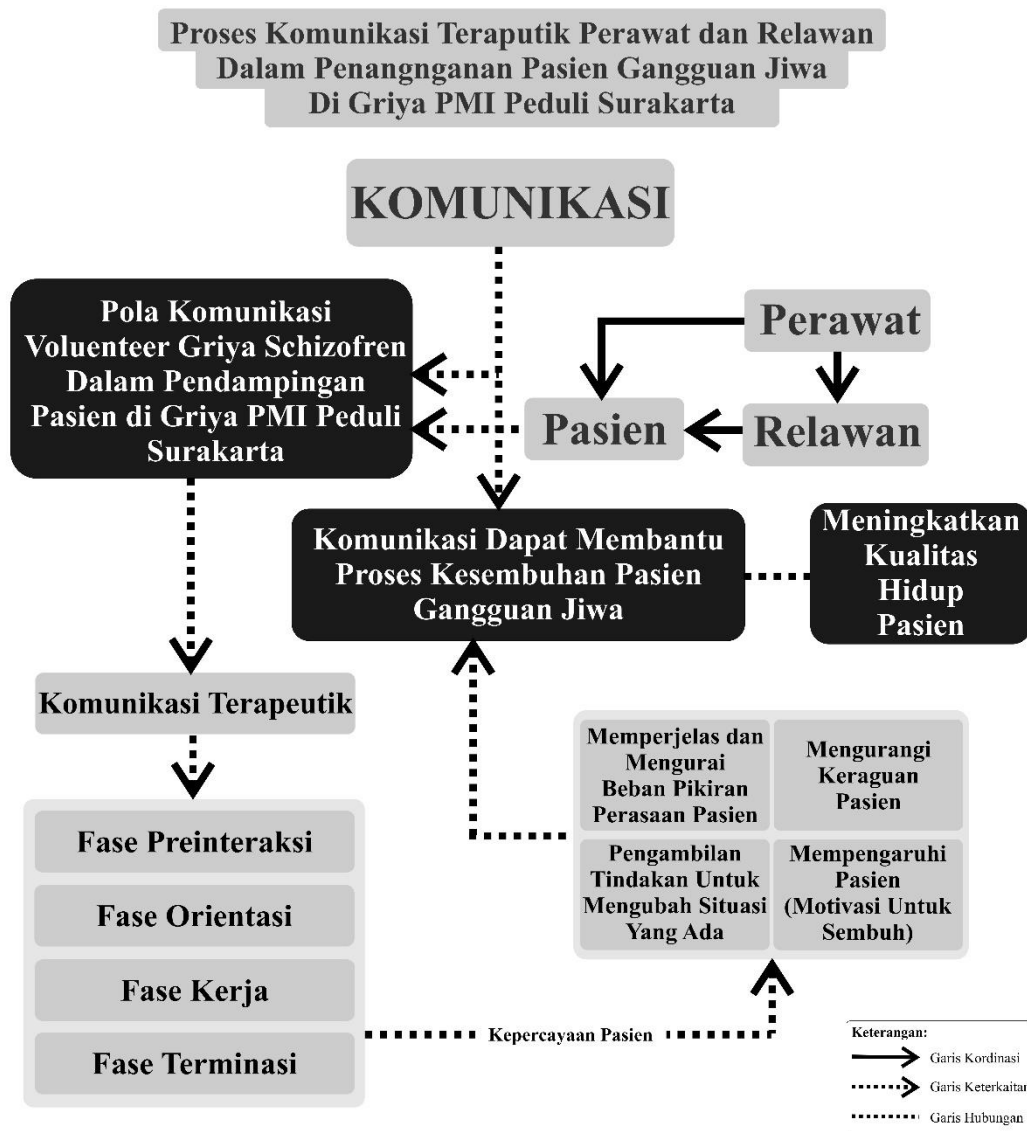 Proses Komunikasi Teraputik Perawat dan Relawan
Dalam Penangnganan Pasien Gangguan Jiwa
Di Griya PMI Peduli Surakarta
KOMUNIKASI
Pola Komunikasi
Voluenteer Griya Schizofren
Dalam Pendampingan
Pasien di Griya PMI Peduli
Surakarta
Perawat
Pasien
Relawan
Komunikasi Dapat Membantu
Proses Kesembuhan Pasien
Gangguan Jiwa
Meningkatkan
Kualitas
Hidup
Pasien
Komunikasi Terapeutik
Fase Preinteraksi
Fase Orientasi
Fase Kerja
Fase Terminasi
Kepercayaan Pasien
Memperjelas dan
Mengurai
Beban Pikiran
Perasaan Pasien
Mengurangi
Keraguan
Pasien
Pengambilan
Tindakan Untuk
Mengubah Situasi
Yang Ada
Mempengaruhi
Pasien
(Motivasi Untuk
Sembuh)
Keterangan:
Garis Kordinasi
Garis Keterkaitan
Garis Hubungan